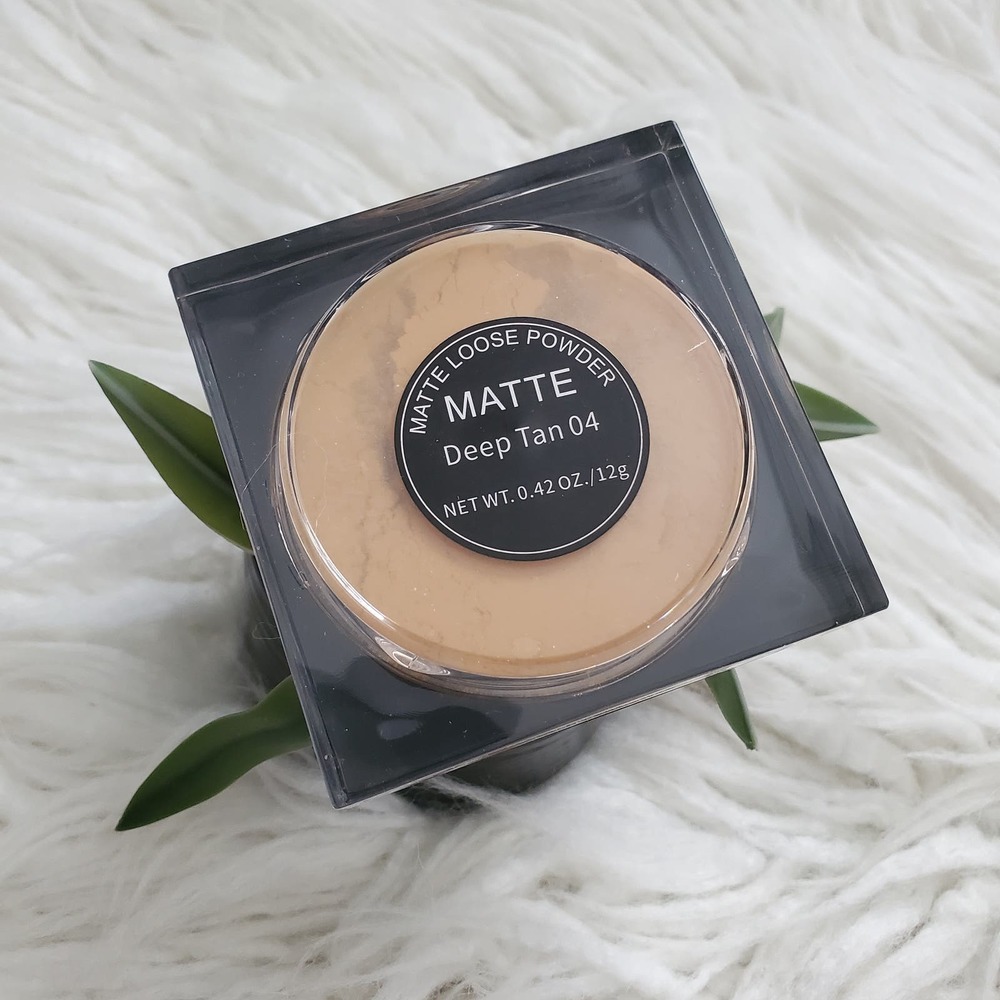 MATTE LOOSE POWDER
MATTE
Deep Tan 04
NET WT. 0.42 OZ./12g